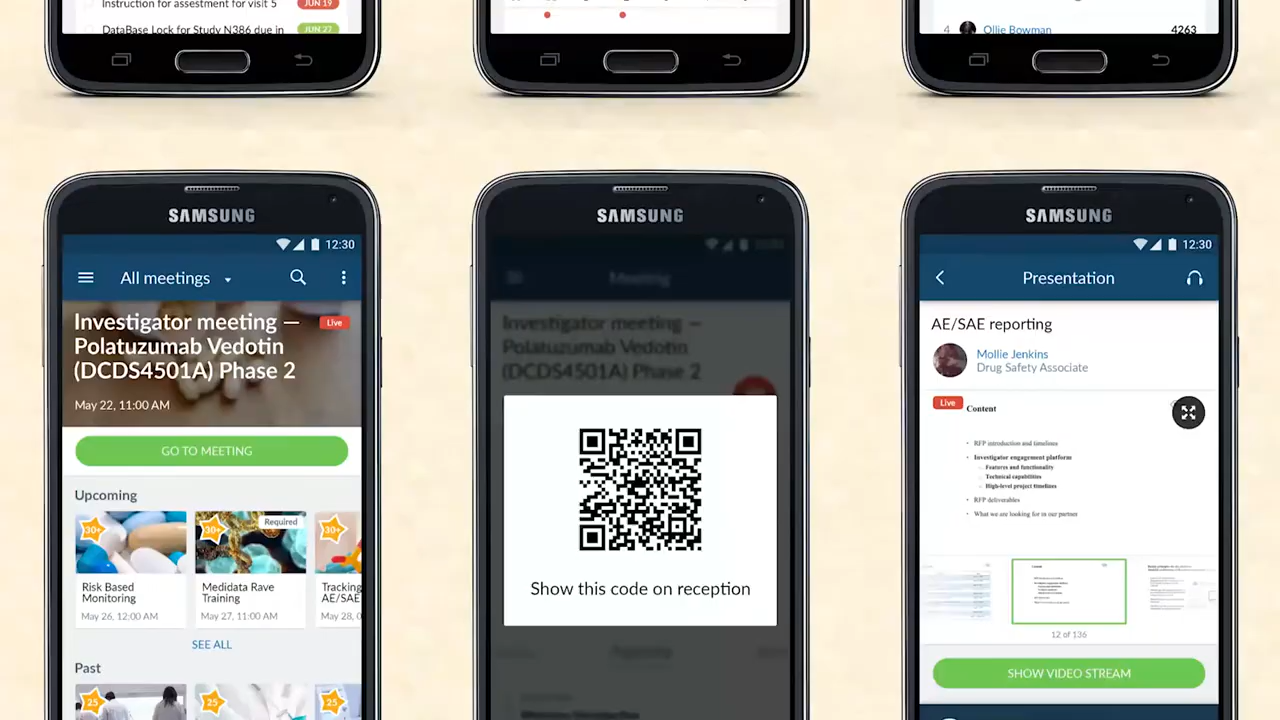 Instruction for assestment for visit 5
JUN 19
DataBase Lock for Study N386 due in
JUN 27
4
Ollie Bowman
4263
SAMSUNG
12:30
All meetings
Investigator meeting –
Polatuzumab Vedotin
(DCDS4501A) Phase 2
Live
May 22, 11:00 AM
GO TO MEETING
Upcoming
30+
30+
Required
30+
Risk Based
Monitoring
May 26, 12:00 AM
Medidata Rave
Training
May 27, 11:00 AM
Tracking
AE/SAE
May 28, 0
SEE ALL
Past
25
25
25
SAMSUNG
Meeting
Investigator meeting –
Polatuzumab Vedotin
(DCDS4501A) Phase 2
Show this code on reception
SAMSUNG
12:30
Presentation
AE/SAE reporting
Mollie Jenkins
Drug Safety Associate
Live
Content
• RFP introduction and timelines
• Investigator engagement platform
Features and functionality
Technical capabilities
High-level project timelines
• RFP deliverables
• What we are looking for in our partner
Content
12 of 136
SHOW VIDEO STREAM